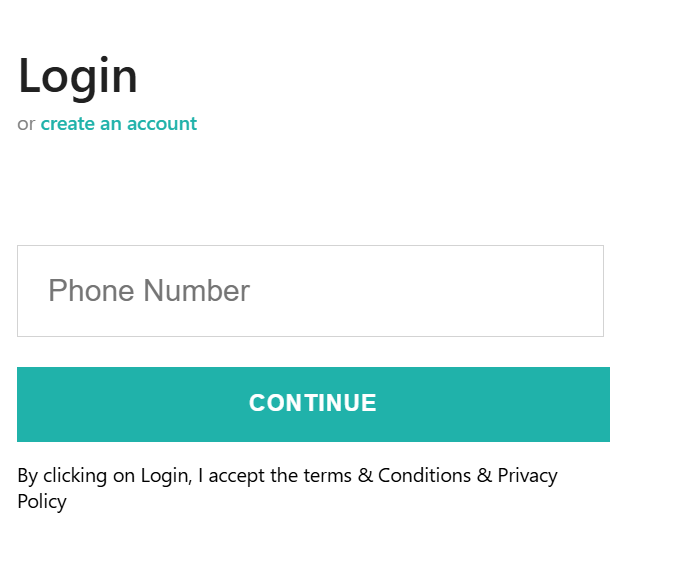 Login
or create an account
Phone Number
CONTINUE
By clicking on Login, I accept the terms & Conditions & Privacy
Policy